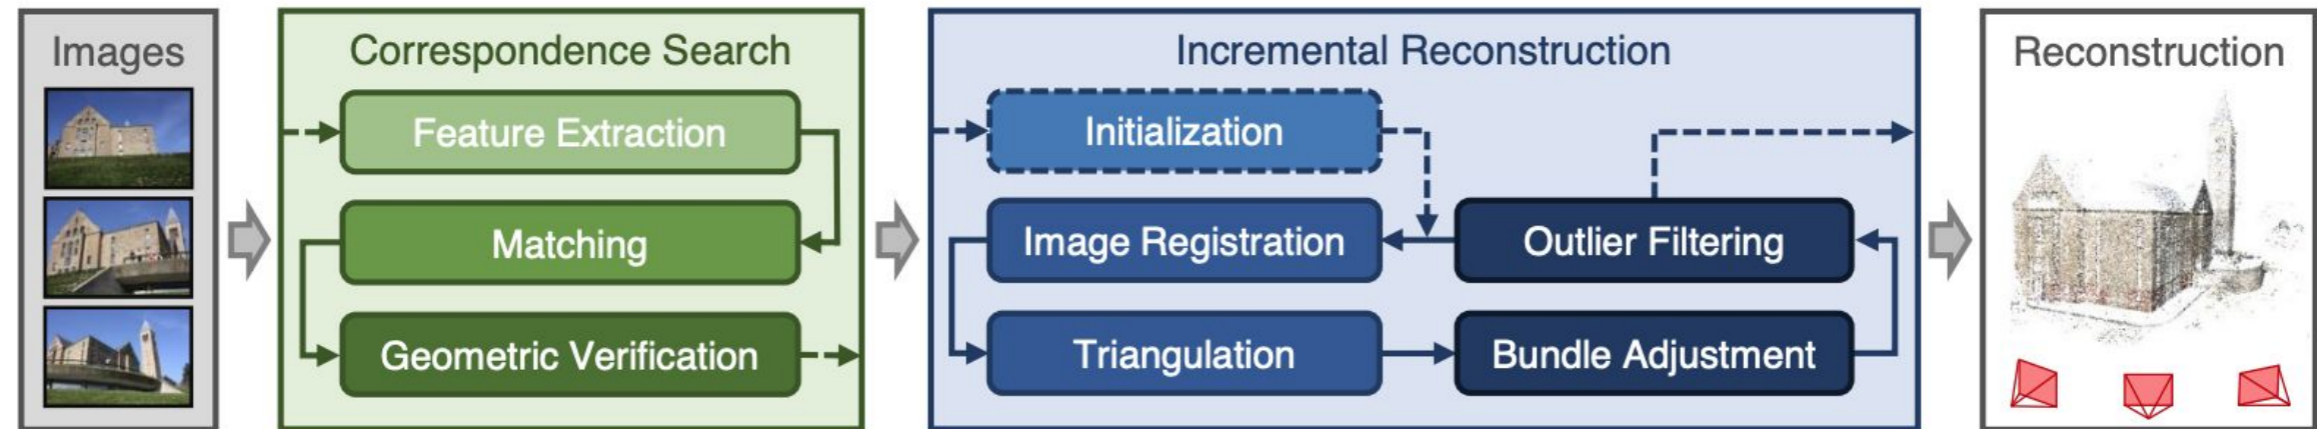 Images
Correspondence Search
Feature Extraction
Matching
Geometric Verification
Incremental Reconstruction
Initialization
Image Registration
Outlier Filtering
Triangulation
Bundle Adjustment
Reconstruction